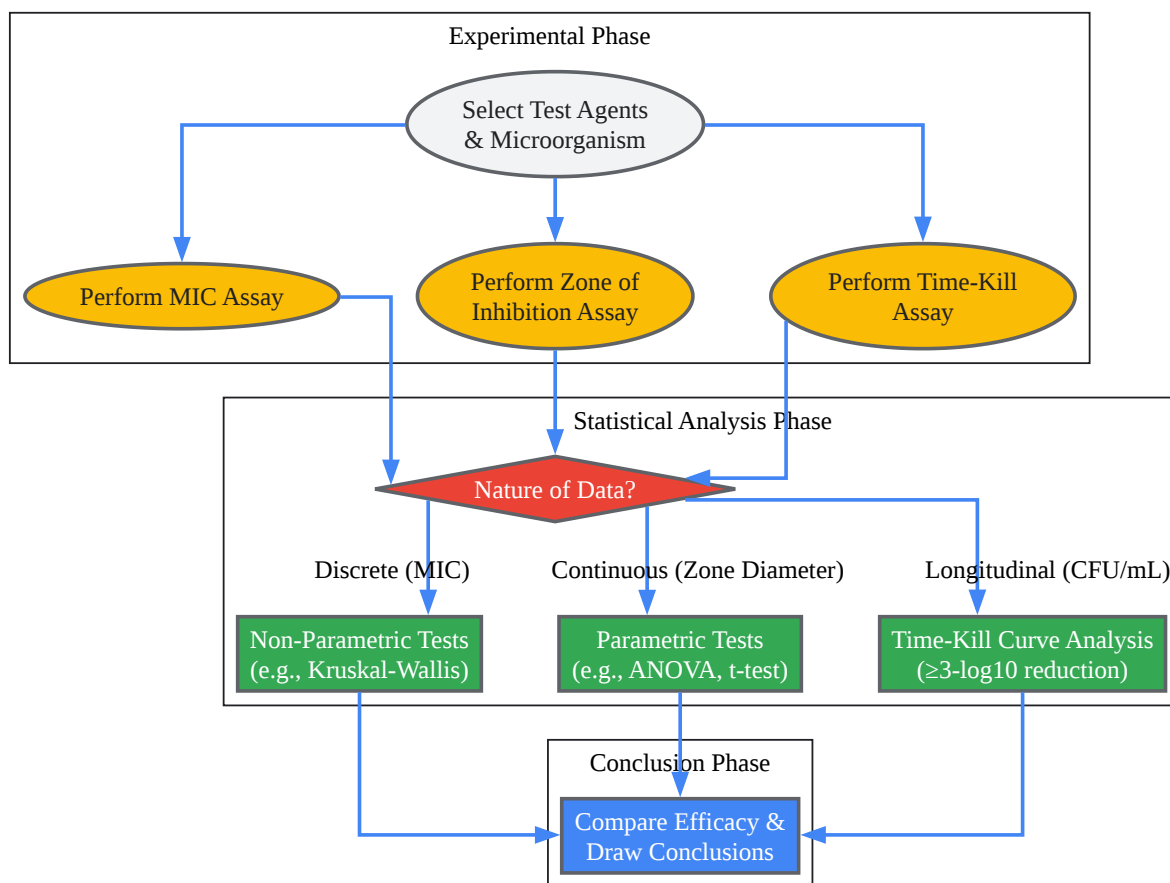 Experimental Phase
Select Test Agents
& Microorganism
Perform MIC Assay
Perform Zone of
Inhibition Assay
Perform Time-Kill
Assay
Statistical Analysis Phase
Nature of Data?
Discrete (MIC)
Continuous (Zone Diameter)
Longitudinal (CFU/mL)
Non-Parametric Tests
(e.g., Kruskal-Wallis)
Parametric Tests
(e.g., ANOVA, t-test)
Time-Kill Curve Analysis
(≥3-log10 reduction)
Conclusion Phase
Compare Efficacy &
Draw Conclusions